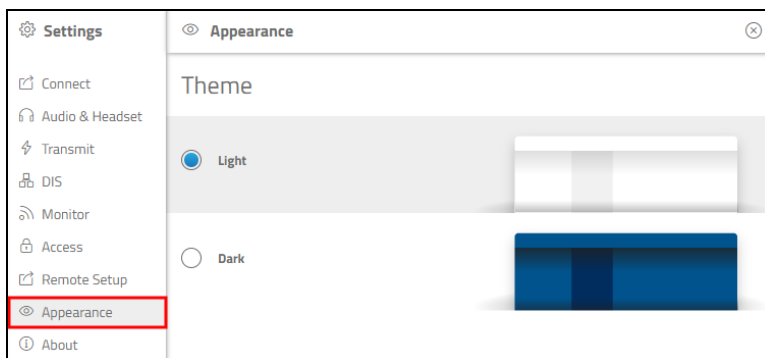 Settings
Appearance
Connect
Audio & Headset
Transmit
DIS
Monitor
Access
Remote Setup
Appearance
About
Theme
Light
Dark